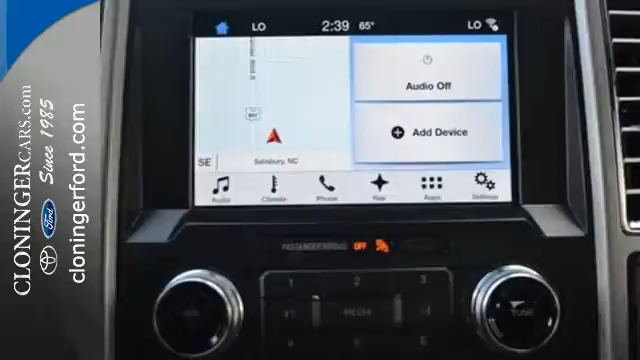 CLONINGERCARS.com
Since 1985
Ford
cloningerford.com
LO 2:39 65° LO
Audio Off
Add Device
SE
Salisbury, NC
Audio Climate Phone Nav Apps Settings
PASSENGER AIRBAG OFF
1 2 3
MEDIA
TUNE